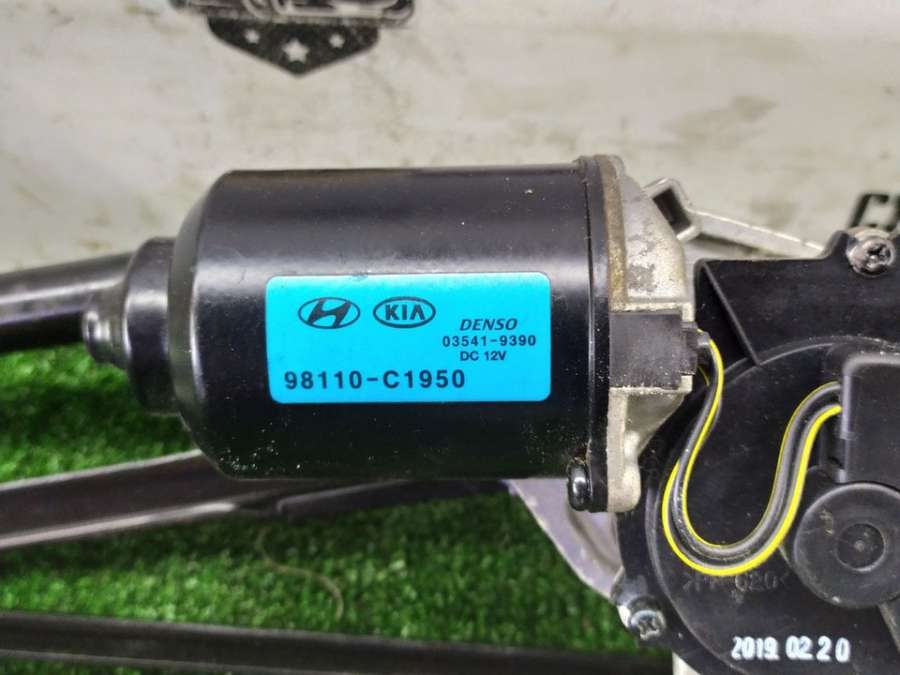 KIA
DENSO
03541-9390
DC 12V
98110-C1950
2019.02.20